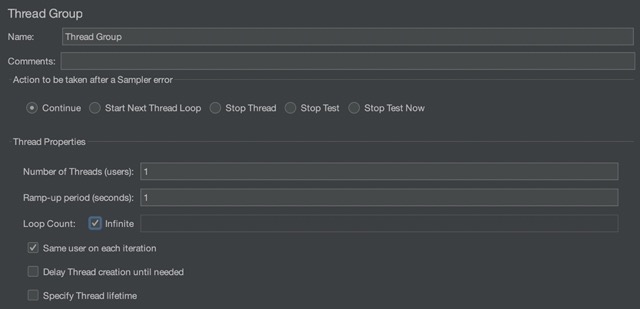 Thread Group
Name: Thread Group
Comments:
Action to be taken after a Sampler error
Continue Start Next Thread Loop Stop Thread Stop Test Stop Test Now
Thread Properties
Number of Threads (users): 1
Ramp-up period (seconds): 1
Loop Count: Infinite
Same user on each iteration
Delay Thread creation until needed
Specify Thread lifetime